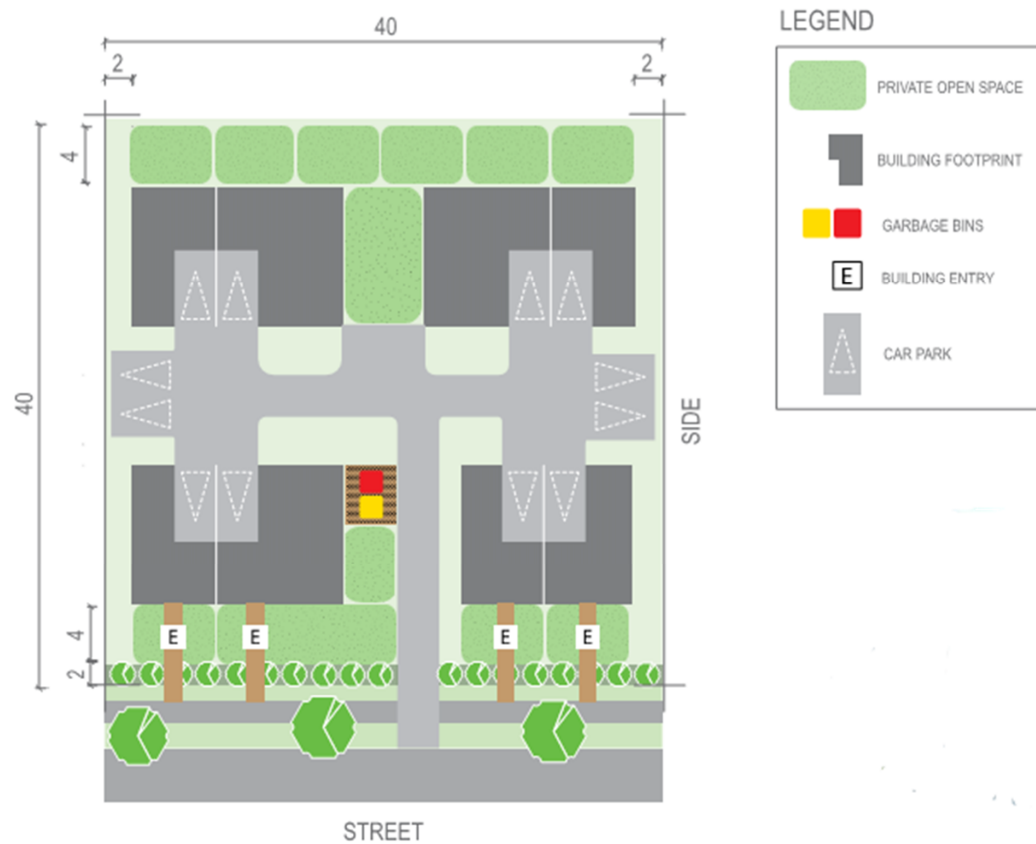 LEGEND
40
2
2
PRIVATE OPEN SPACE
4
BUILDING FOOTPRINT
GARBAGE BINS
E
BUILDING ENTRY
CAR PARK
40
SIDE
4
E
E
E
E
2
STREET